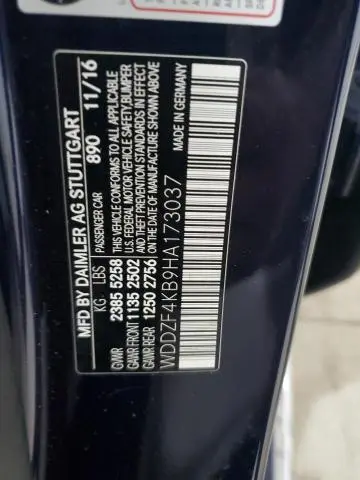 MFD BY DAIMLER AG STUTTGART
PASSENGER CAR 890 11/16
KG LBS
GVWR 2385 5258
GAWR FRONT 1135 2502
GAWR REAR 1250 2756
THIS VEHICLE CONFORMS TO ALL APPLICABLE
U.S. FEDERAL MOTOR VEHICLE SAFETY, BUMPER
AND THEFT PREVENTION STANDARDS IN EFFECT
ON DATE OF MANUFACTURE SHOWN ABOVE
MADE IN GERMANY
WDDZF4KB9HA173037